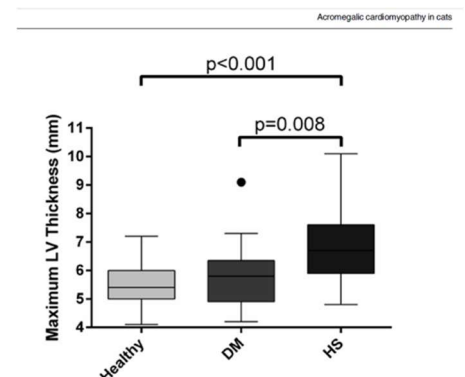 Acromegalic cardiomyopathy in cats
p<0.001
p=0.008
Maximum LV Thickness (mm)
11
10
9
8
7
6
5
4
Healthy
DM
HS